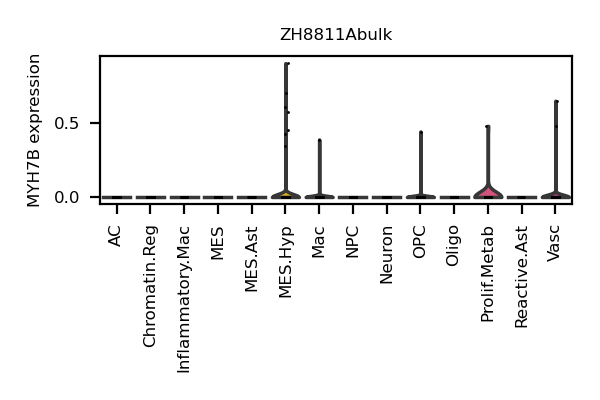 ZH8811Abulk
MYH7B expression
0.5
0.0
AC
Chromatin.Reg
Inflammatory.Mac
MES
MES.Ast
MES.Hyp
Mac
NPC
Neuron
OPC
Oligo
Prolif.Metab
Reactive.Ast
Vasc